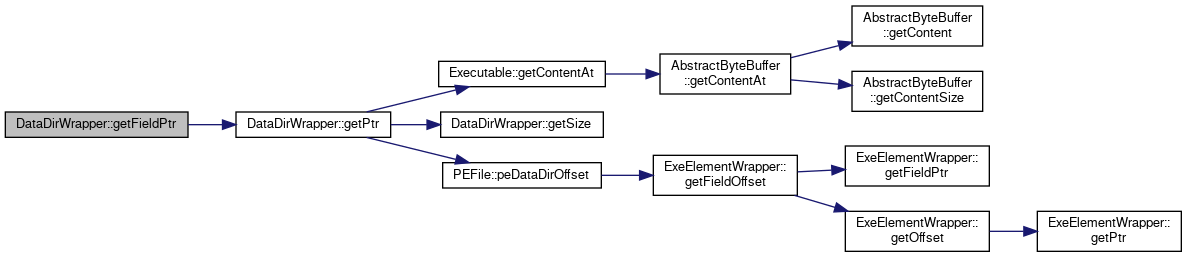 DataDirWrapper::getFieldPtr
DataDirWrapper::getPtr
Executable::getContentAt
AbstractByteBuffer
::getContentAt
AbstractByteBuffer
::getContent
AbstractByteBuffer
::getContentSize
DataDirWrapper::getSize
PEFile::peDataDirOffset
ExeElementWrapper::
getFieldOffset
ExeElementWrapper::
getFieldPtr
ExeElementWrapper::
getOffset
ExeElementWrapper::
getPtr